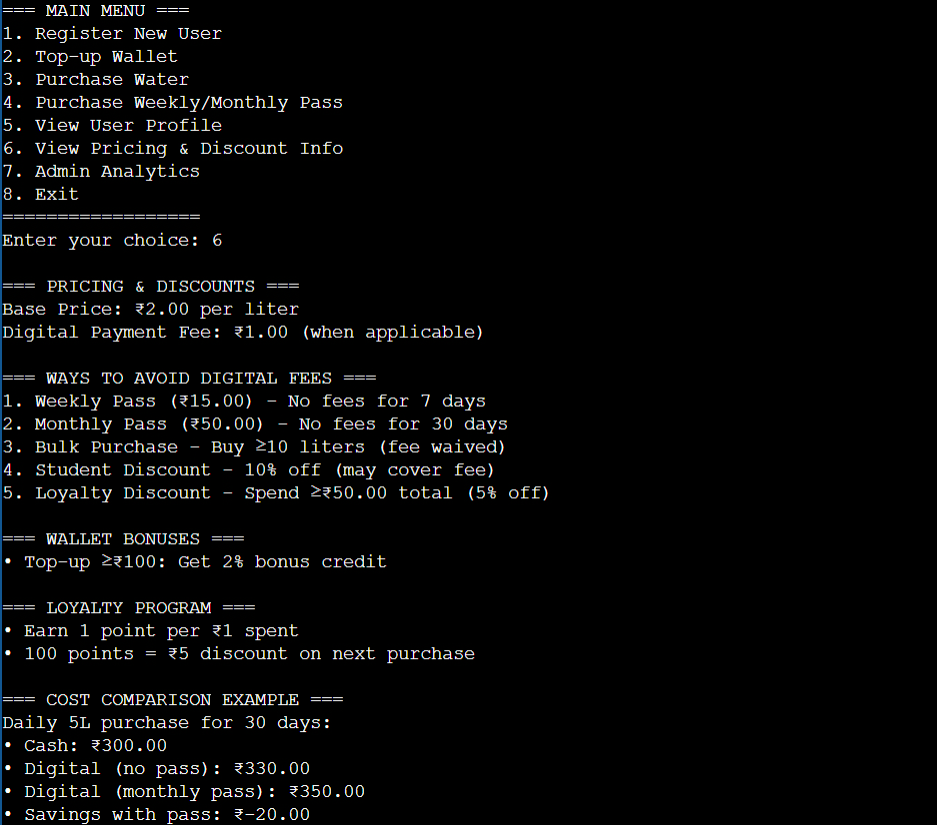 === MAIN MENU ===
1. Register New User
2. Top-up Wallet
3. Purchase Water
4. Purchase Weekly/Monthly Pass
5. View User Profile
6. View Pricing & Discount Info
7. Admin Analytics
8. Exit
==================
Enter your choice: 6
=== PRICING & DISCOUNTS ===
Base Price: ₹2.00 per liter
Digital Payment Fee: ₹1.00 (when applicable)
=== WAYS TO AVOID DIGITAL FEES ===
1. Weekly Pass (₹15.00) - No fees for 7 days
2. Monthly Pass (₹50.00) - No fees for 30 days
3. Bulk Purchase - Buy ≥10 liters (fee waived)
4. Student Discount - 10% off (may cover fee)
5. Loyalty Discount - Spend ≥₹50.00 total (5% off)
=== WALLET BONUSES ===
• Top-up ≥₹100: Get 2% bonus credit
=== LOYALTY PROGRAM ===
• Earn 1 point per ₹1 spent
• 100 points = ₹5 discount on next purchase
=== COST COMPARISON EXAMPLE ===
Daily 5L purchase for 30 days:
• Cash: ₹300.00
• Digital (no pass): ₹330.00
• Digital (monthly pass): ₹350.00
• Savings with pass: ₹-20.00